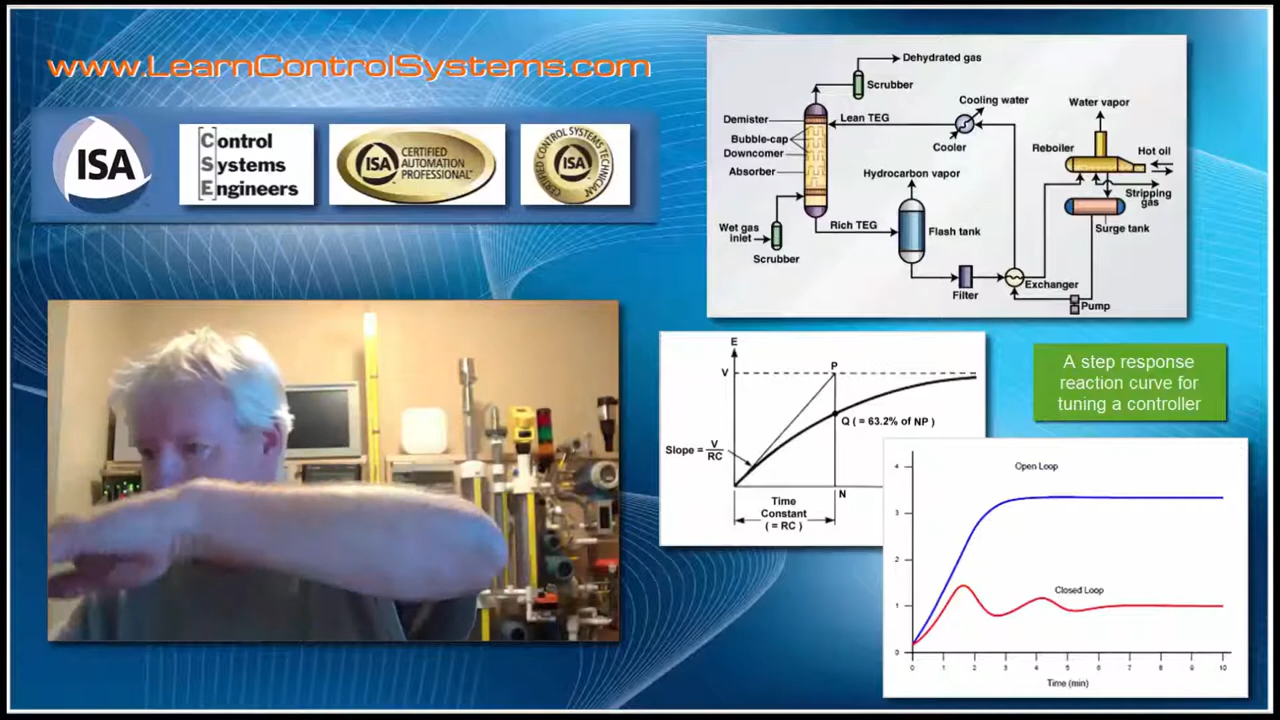 www.LearnControlSystems.com
ISA
Control
Systems
Engineers
ISA
CERTIFIED
AUTOMATION
PROFESSIONAL
CERTIFIED CONTROL SYSTEMS TECHNICIAN
ISA
Dehydrated gas
Scrubber
Cooling water
Water vapor
Demister
Lean TEG
Bubble-cap
Cooler
Reboiler
Hot oil
Downcomer
Absorber
Hydrocarbon vapor
Stripping
gas
Wet gas
inlet
Rich TEG
Flash tank
Surge tank
Scrubber
Filter
Exchanger
Pump
E
V
P
Q ( = 63.2% of NP )
Slope = V
RC
N
Time
Constant
( = RC )
A step response
reaction curve for
tuning a controller
4
3
2
1
0
Open Loop
Closed Loop
0 1 2 3 4 5 6 7 8 9 10
Time (min)